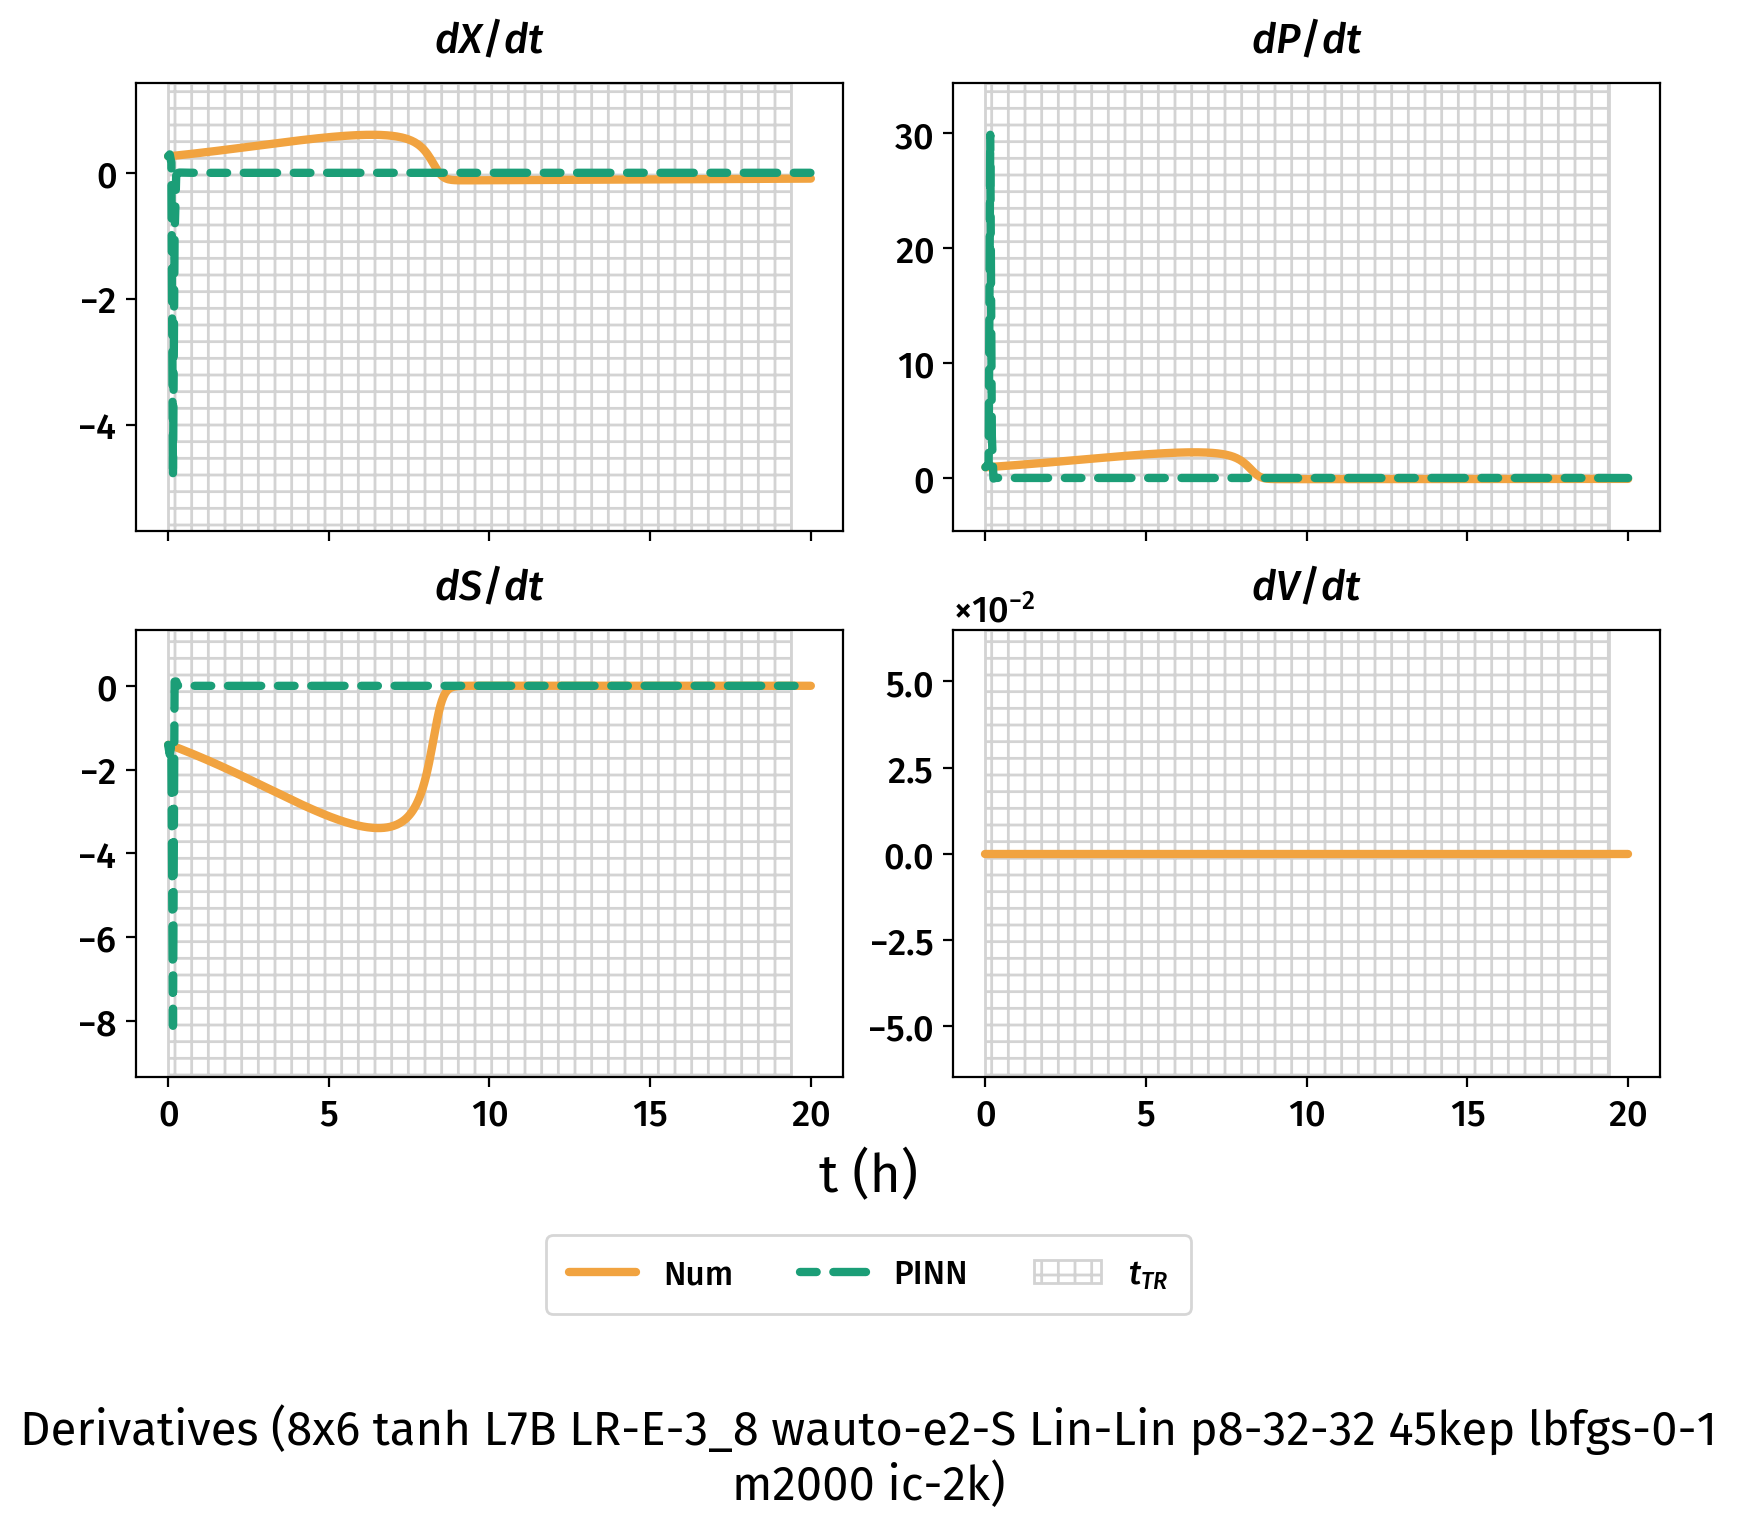 dX/dt
dP/dt
0
−2
−4
30
20
10
0
dS/dt
dV/dt
×10⁻²
0
−2
−4
−6
−8
5.0
2.5
0.0
−2.5
−5.0
0 5 10 15 20
0 5 10 15 20
t (h)
Num PINN t_TR
Derivatives (8x6 tanh L7B LR-E-3_8 wauto-e2-S Lin-Lin p8-32-32 45kep lbfgs-0-1
m2000 ic-2k)